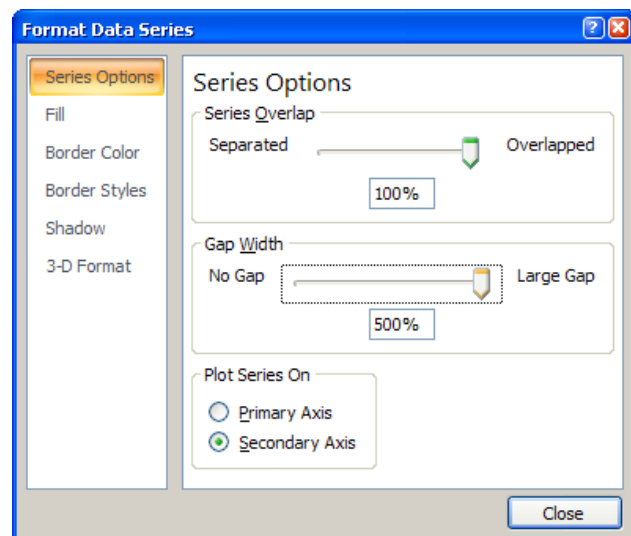 Format Data Series
Series Options
Fill
Border Color
Border Styles
Shadow
3-D Format
Series Options
Series Overlap
Separated Overlapped
100%
Gap Width
No Gap Large Gap
500%
Plot Series On
Primary Axis
Secondary Axis
Close